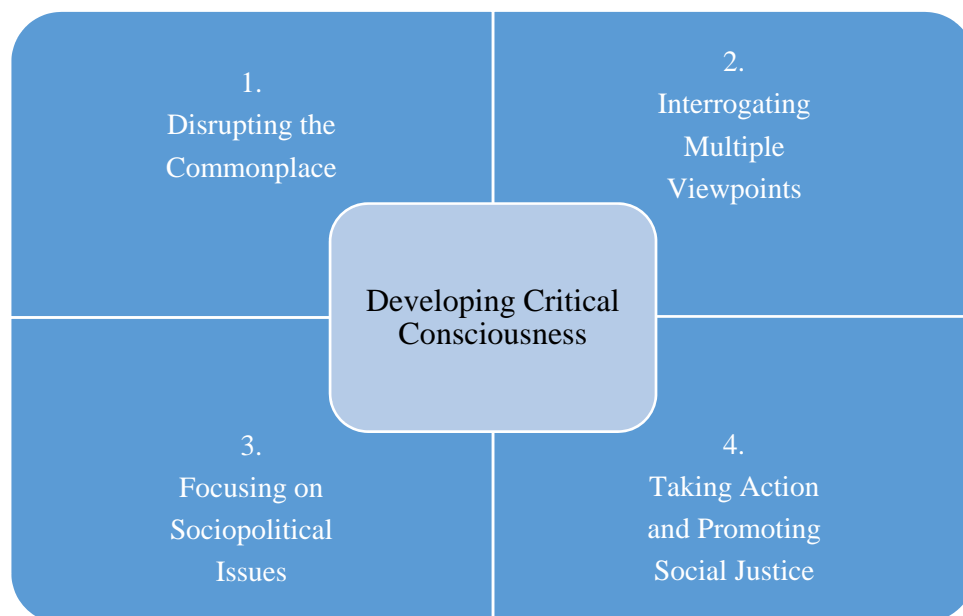 1.
Disrupting the
Commonplace
2.
Interrogating
Multiple
Viewpoints
Developing Critical
Consciousness
3.
Focusing on
Sociopolitical
Issues
4.
Taking Action
and Promoting
Social Justice